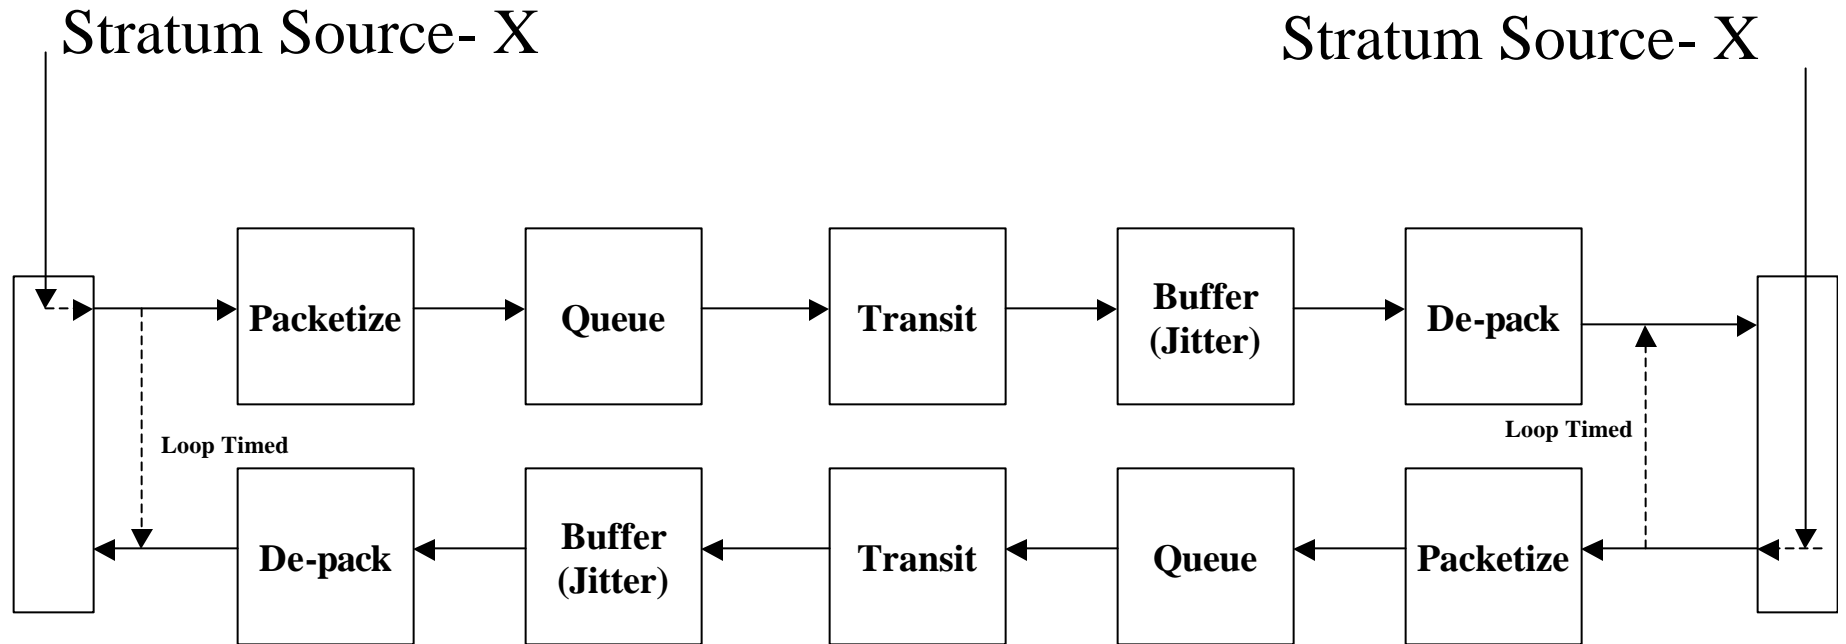 Stratum Source- X
Stratum Source- X
Packetize
Queue
Transit
Buffer
(Jitter)
De-pack
Loop Timed
Loop Timed
De-pack
Buffer
(Jitter)
Transit
Queue
Packetize